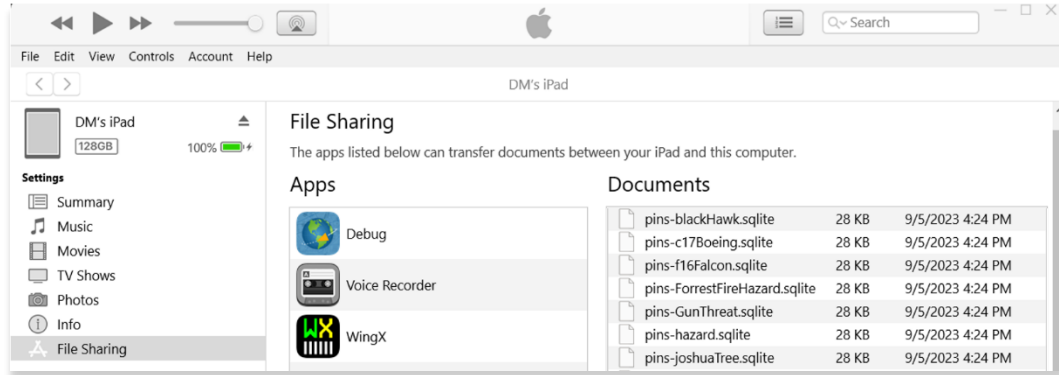 Search
File Edit View Controls Account Help
DM's iPad
DM's iPad
128GB 100%
Settings
Summary
Music
Movies
TV Shows
Photos
Info
File Sharing
File Sharing
The apps listed below can transfer documents between your iPad and this computer.
Apps
Debug
Voice Recorder
WX WingX
Documents
pins-blackHawk.sqlite 28 KB 9/5/2023 4:24 PM
pins-c17Boeing.sqlite 28 KB 9/5/2023 4:24 PM
pins-f16Falcon.sqlite 28 KB 9/5/2023 4:24 PM
pins-ForrestFireHazard.sqlite 28 KB 9/5/2023 4:24 PM
pins-GunThreat.sqlite 28 KB 9/5/2023 4:24 PM
pins-hazard.sqlite 28 KB 9/5/2023 4:24 PM
pins-joshuaTree.sqlite 28 KB 9/5/2023 4:24 PM